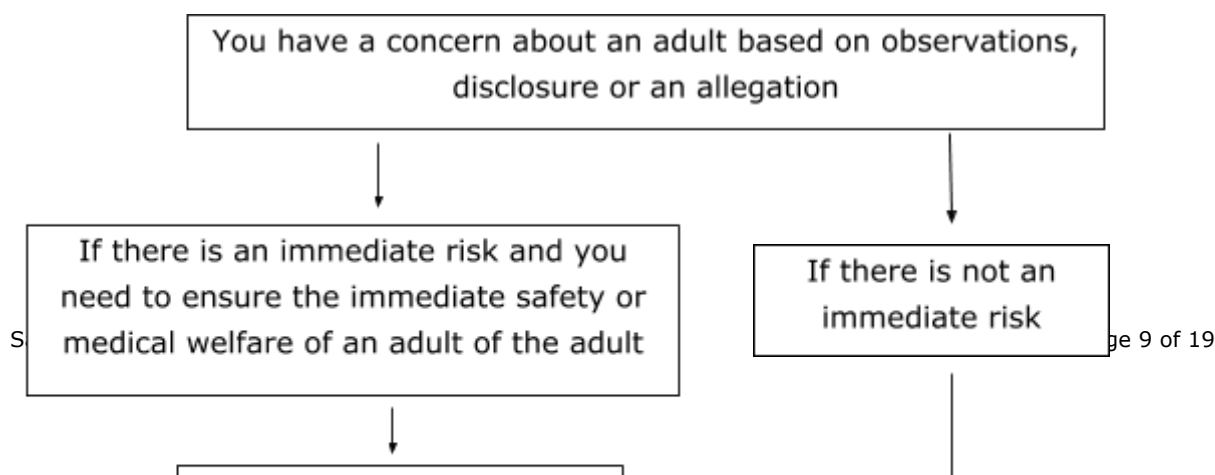 You have a concern about an adult based on observations,
disclosure or an allegation
If there is an immediate risk and you
need to ensure the immediate safety or
medical welfare of an adult of the adult
If there is not an
immediate risk
9 of 19